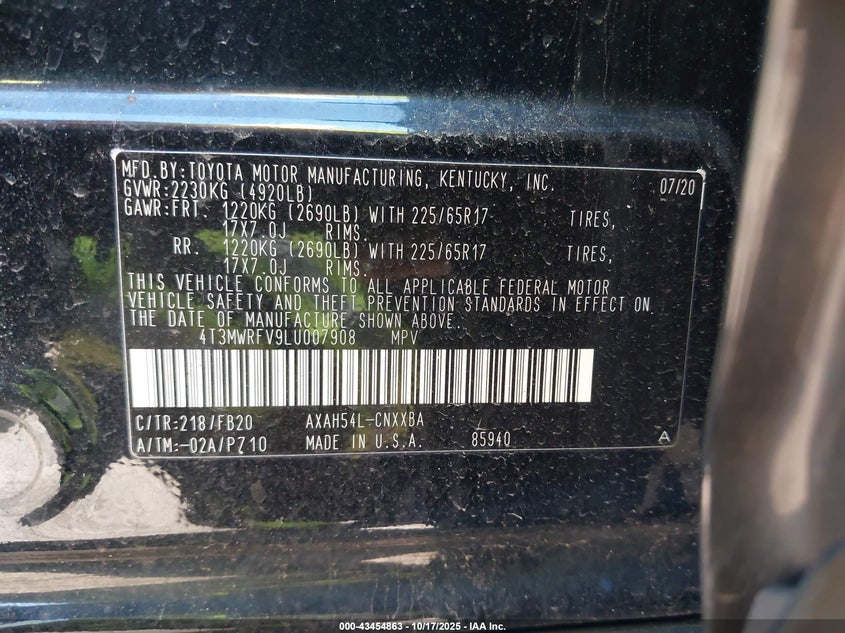 MFD.BY:TOYOTA MOTOR MANUFACTURING, KENTUCKY, INC. 07/20
GVWR:2230KG (4920LB)
GAWR:FRT. 1220KG (2690LB) WITH 225/65R17 TIRES,
17X7.0J RIMS.
RR. 1220KG (2690LB) WITH 225/65R17 TIRES,
17X7.0J RIMS.
THIS VEHICLE CONFORMS TO ALL APPLICABLE FEDERAL MOTOR
VEHICLE SAFETY AND THEFT PREVENTION STANDARDS IN EFFECT ON
THE DATE OF MANUFACTURE SHOWN ABOVE.
4T3MWRFV9LU007908 MPV
C/TR:218/FB20 AXAH54L-CNXXBA
A/TM:-02A/P710 MADE IN U.S.A. 85940 A
000-43454863 - 10/17/2025 - IAA Inc.